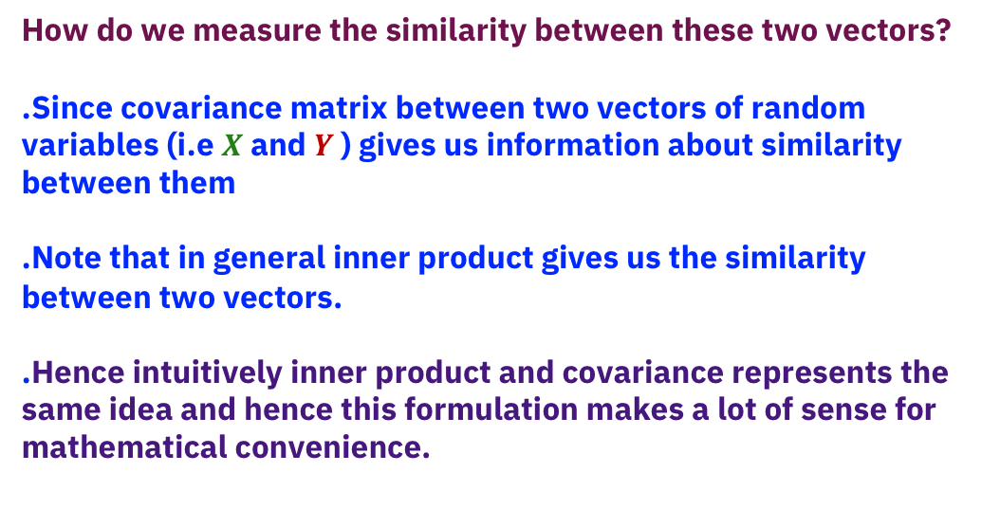 How do we measure the similarity between these two vectors?
.Since covariance matrix between two vectors of random
variables (i.e X and Y ) gives us information about similarity
between them
.Note that in general inner product gives us the similarity
between two vectors.
.Hence intuitively inner product and covariance represents the
same idea and hence this formulation makes a lot of sense for
mathematical convenience.